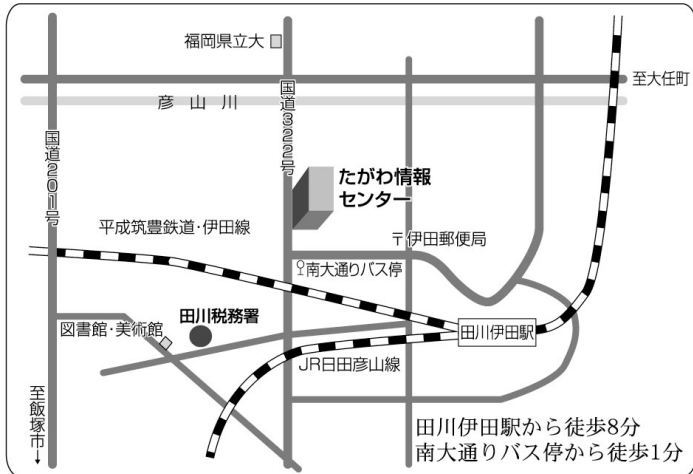 福岡県立大
至大任町
彦山川
国道322号
国道201号
たがわ情報
センター
平成筑豊鉄道・伊田線
〒伊田郵便局
南大通りバス停
田川税務署
図書館・美術館
田川伊田駅
JR日田彦山線
至飯塚市↓
田川伊田駅から徒歩8分
南大通りバス停から徒歩1分